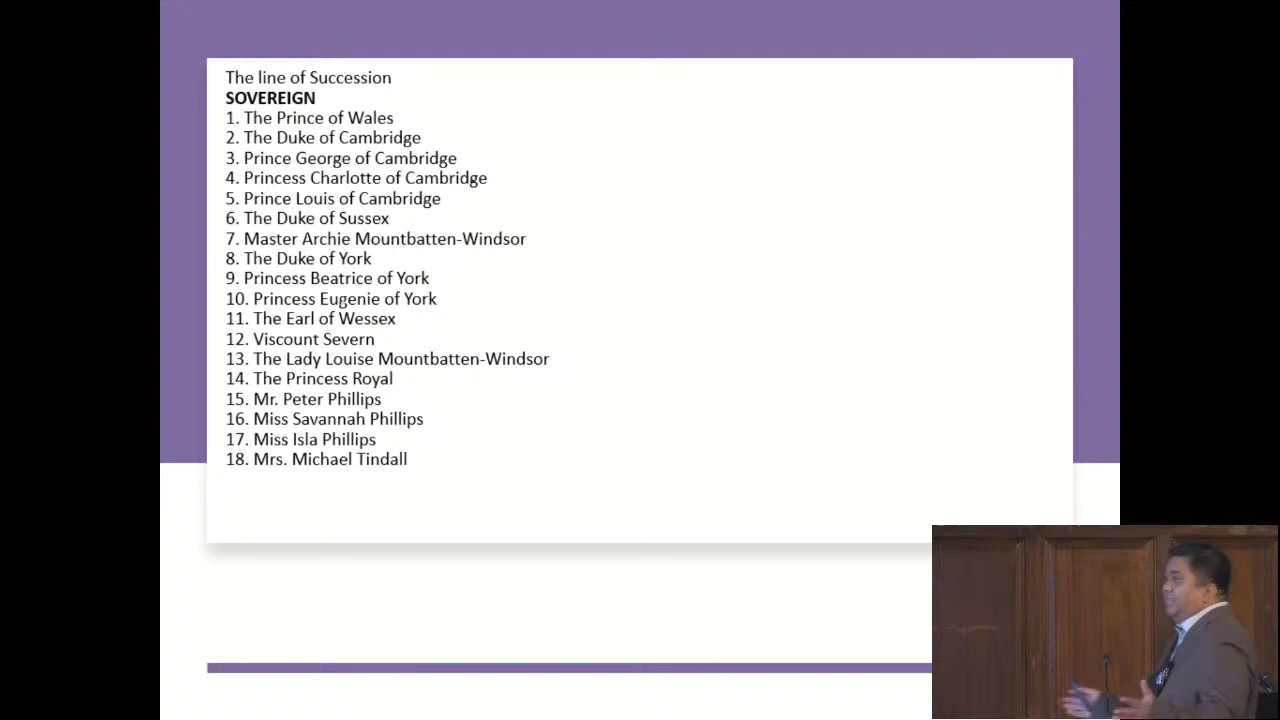 The line of Succession
SOVEREIGN
1. The Prince of Wales
2. The Duke of Cambridge
3. Prince George of Cambridge
4. Princess Charlotte of Cambridge
5. Prince Louis of Cambridge
6. The Duke of Sussex
7. Master Archie Mountbatten-Windsor
8. The Duke of York
9. Princess Beatrice of York
10. Princess Eugenie of York
11. The Earl of Wessex
12. Viscount Severn
13. The Lady Louise Mountbatten-Windsor
14. The Princess Royal
15. Mr. Peter Phillips
16. Miss Savannah Phillips
17. Miss Isla Phillips
18. Mrs. Michael Tindall